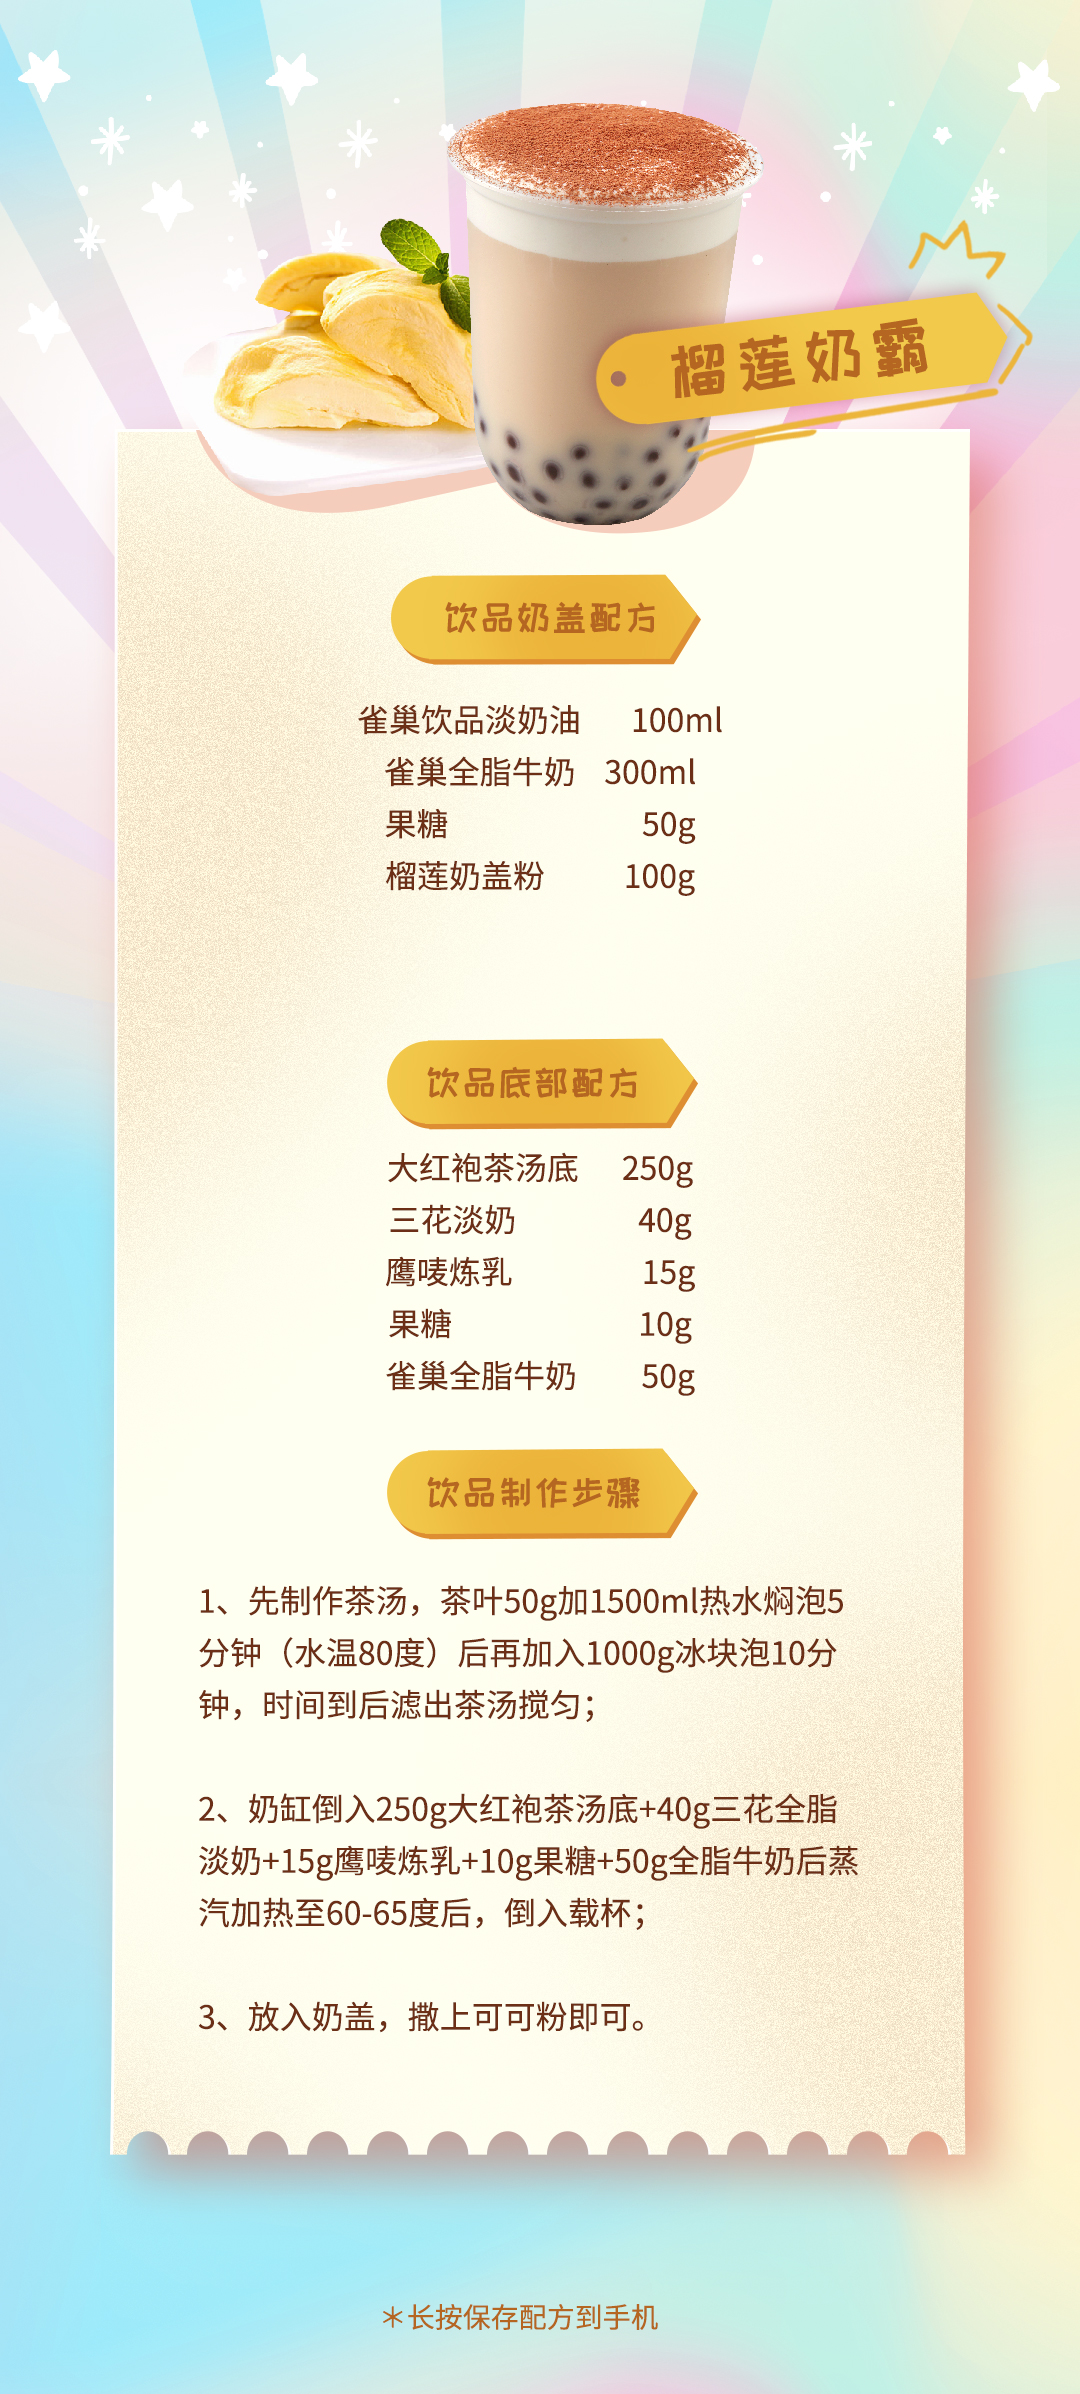 榴莲奶霸
饮品奶盖配方
雀巢饮品淡奶油 100ml
雀巢全脂牛奶 300ml
果糖 50g
榴莲奶盖粉 100g
饮品底部配方
大红袍茶汤底 250g
三花淡奶 40g
鹰唛炼乳 15g
果糖 10g
雀巢全脂牛奶 50g
饮品制作步骤
1、先制作茶汤，茶叶50g加1500ml热水焖泡5
分钟（水温80度）后再加入1000g冰块泡10分
钟，时间到后滤出茶汤搅匀；
2、奶缸倒入250g大红袍茶汤底+40g三花全脂
淡奶+15g鹰唛炼乳+10g果糖+50g全脂牛奶后蒸
汽加热至60-65度后，倒入载杯；
3、放入奶盖，撒上可可粉即可。
＊长按保存配方到手机